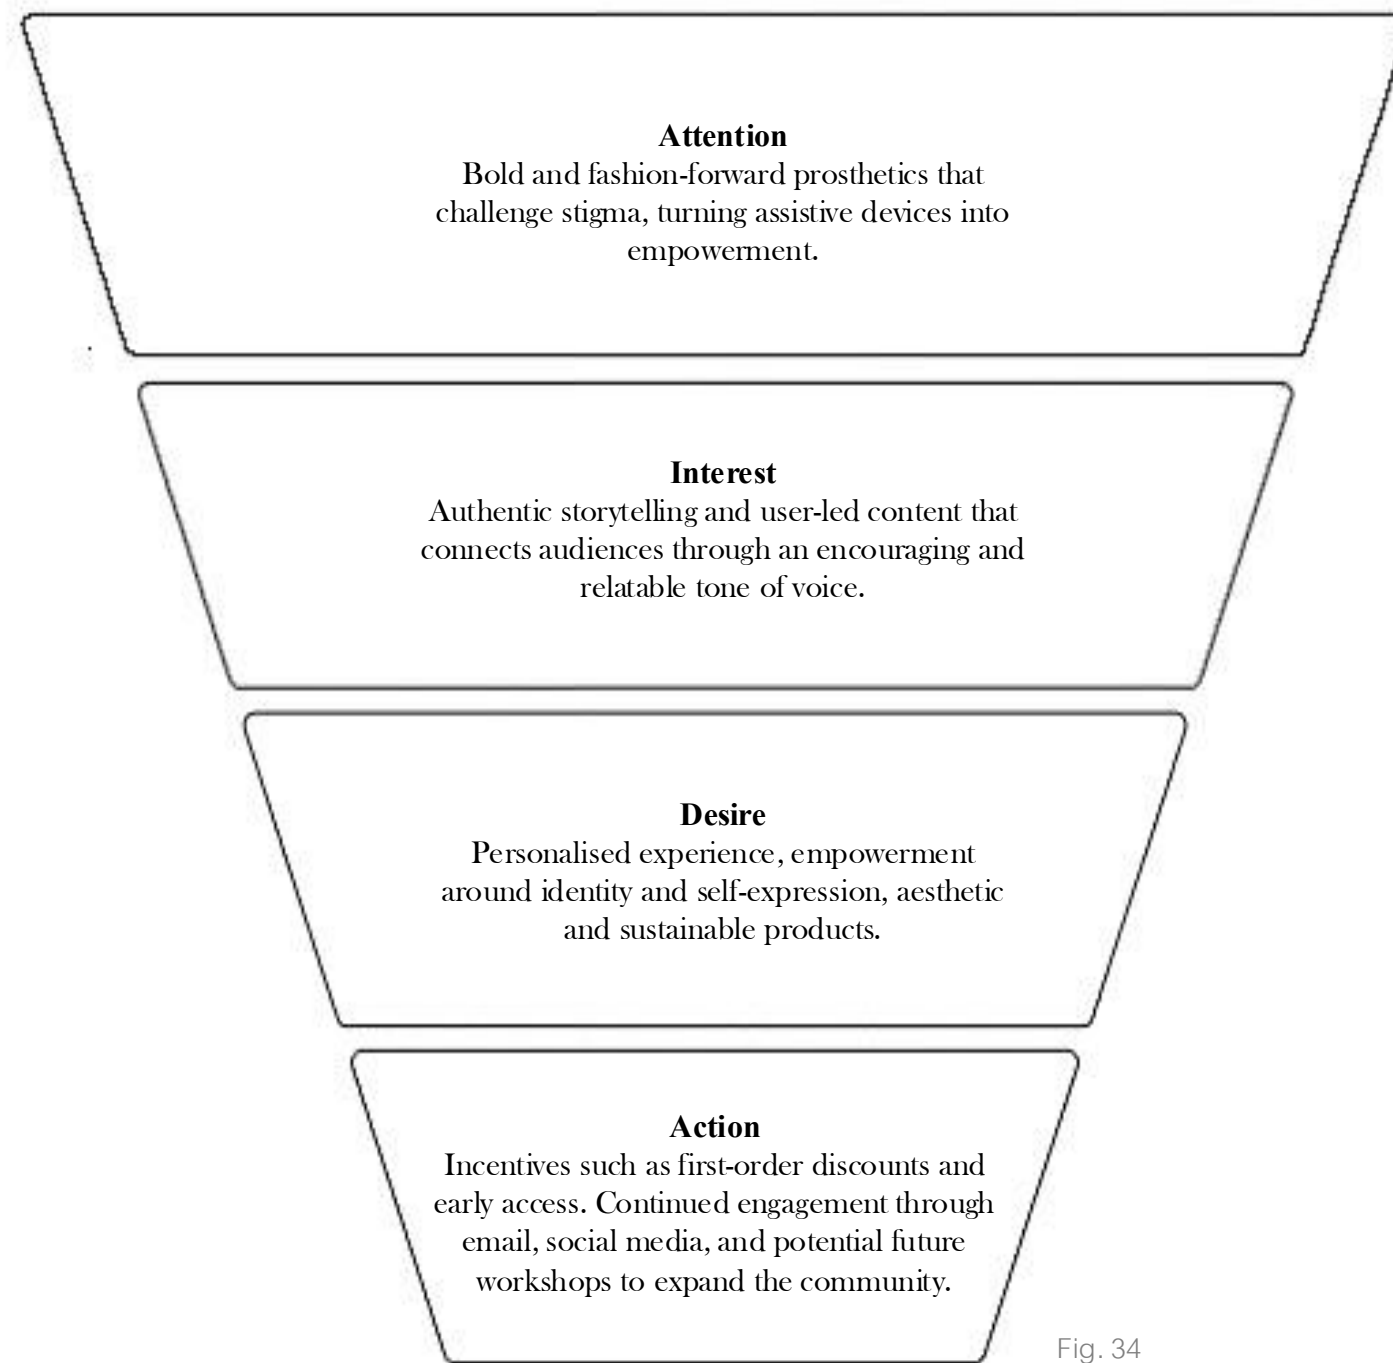 Attention
Bold and fashion-forward prosthetics that
challenge stigma, turning assistive devices into
empowerment.
Interest
Authentic storytelling and user-led content that
connects audiences through an encouraging and
relatable tone of voice.
Desire
Personalised experience, empowerment
around identity and self-expression, aesthetic
and sustainable products.
Action
Incentives such as first-order discounts and
early access. Continued engagement through
email, social media, and potential future
workshops to expand the community.
Fig. 34